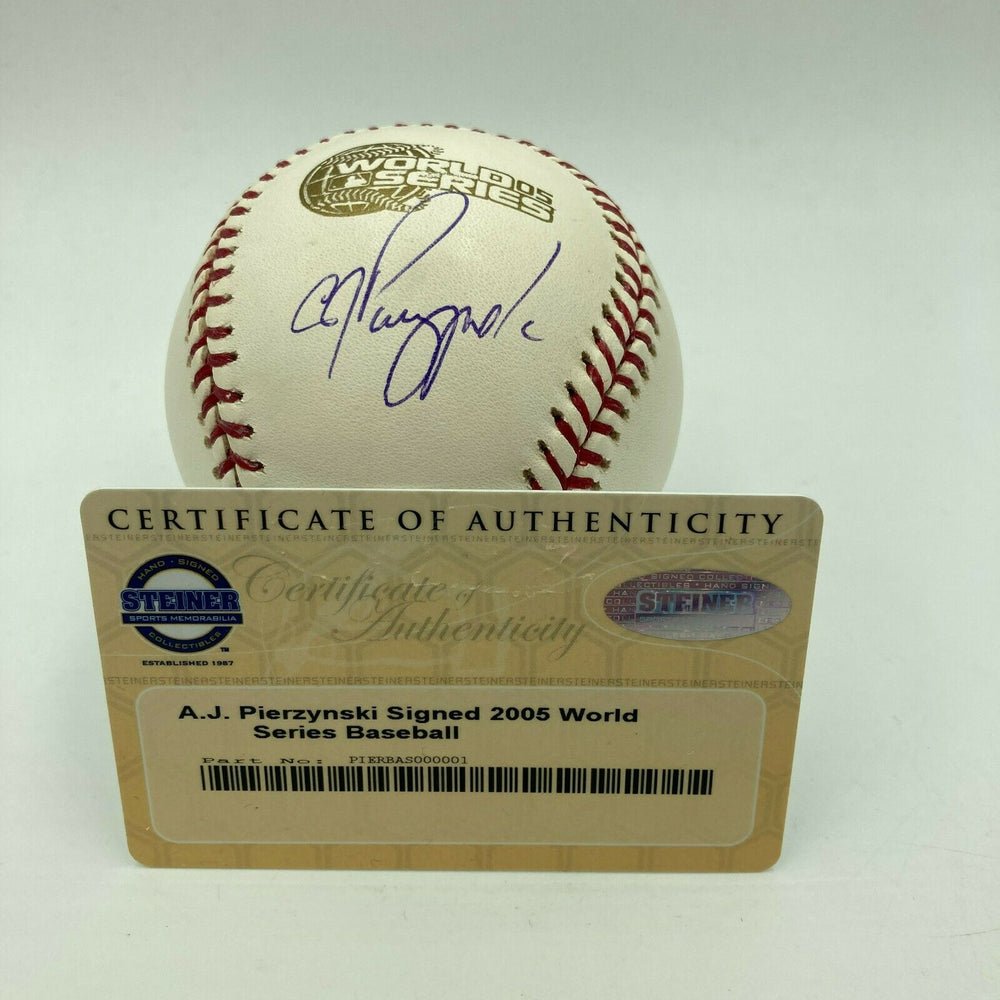 WORLD 05
SERIES
CERTIFICATE OF AUTHENTICITY
HAND · SIGNED
STEINER
SPORTS MEMORABILIA
COLLECTIBLES
TM
ESTABLISHED 1987
Certificate of
Authenticity
STEINER
A.J. Pierzynski Signed 2005 World
Series Baseball
Part No: PIERBAS000001